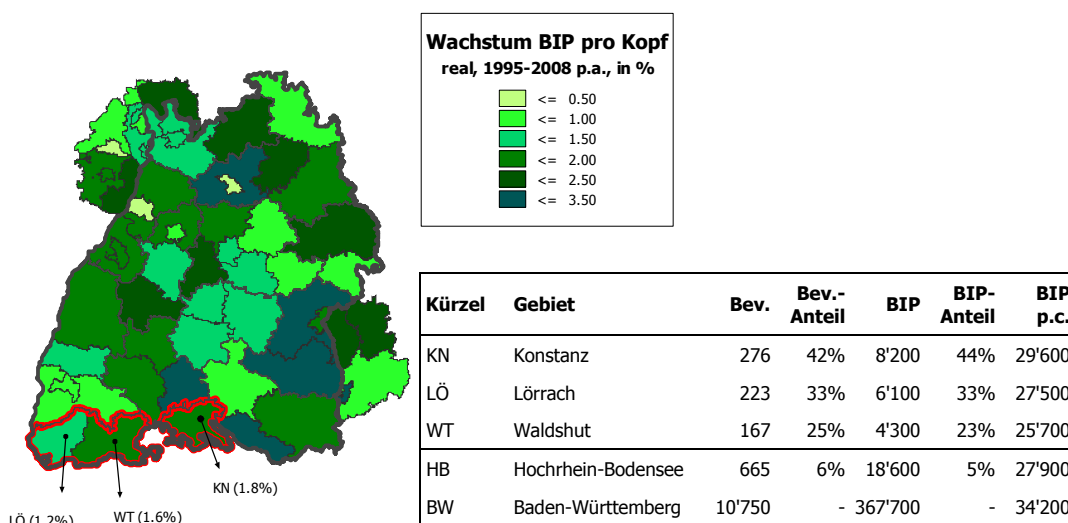 Wachstum BIP pro Kopf
real, 1995-2008 p.a., in %
<= 0.50
<= 1.00
<= 1.50
<= 2.00
<= 2.50
<= 3.50
KN (1.8%)
WT (1.6%)
LÖ (1.2%)
Kürzel Gebiet Bev. Bev.-Anteil BIP BIP-Anteil BIP p.c.
KN Konstanz 276 42% 8'200 44% 29'600
LÖ Lörrach 223 33% 6'100 33% 27'500
WT Waldshut 167 25% 4'300 23% 25'700
HB Hochrhein-Bodensee 665 6% 18'600 5% 27'900
BW Baden-Württemberg 10'750 - 367'700 - 34'200